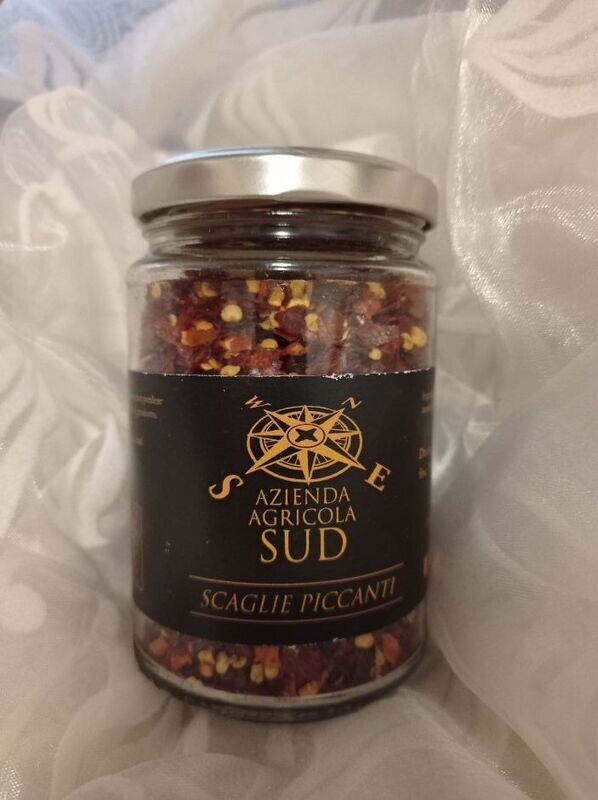 W N
S E
AZIENDA
AGRICOLA
SUD
SCAGLIE PICCANTI